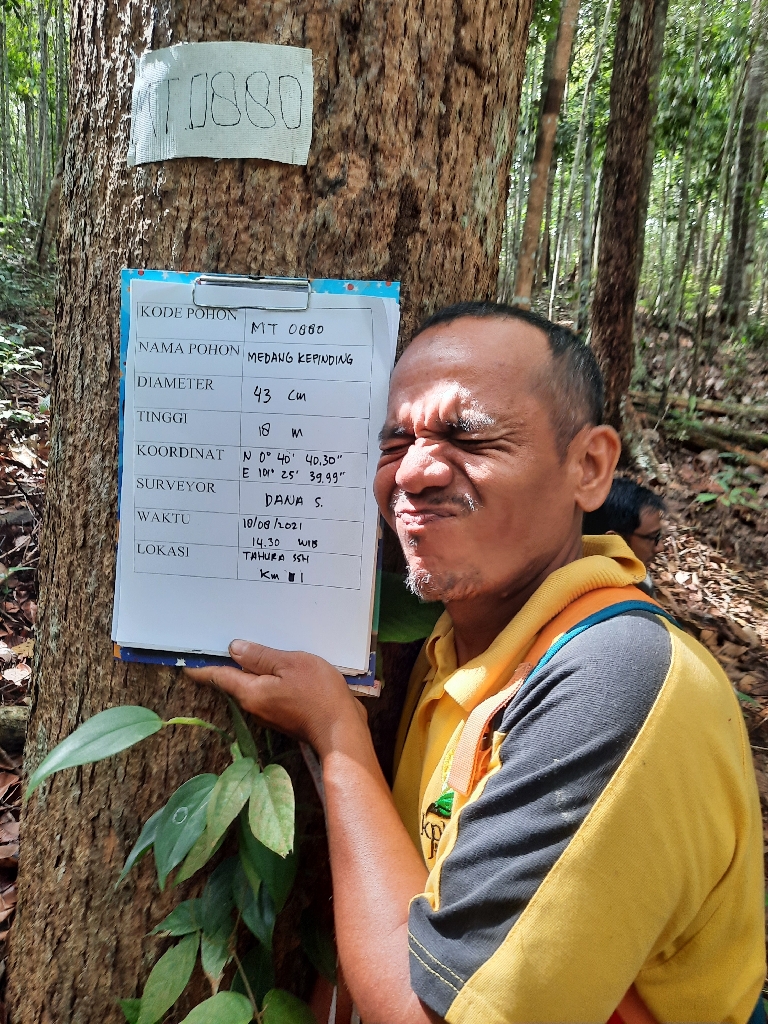 MT 0880
KODE POHON MT 0880
NAMA POHON MEDANG KEPINDING
DIAMETER 43 cm
TINGGI 18 m
KOORDINAT N 0° 40' 40.30"
E 101° 25' 39.99"
SURVEYOR DANA S.
WAKTU 10/08/2021
14.30 WIB
LOKASI TAHURA SSH
Km 1